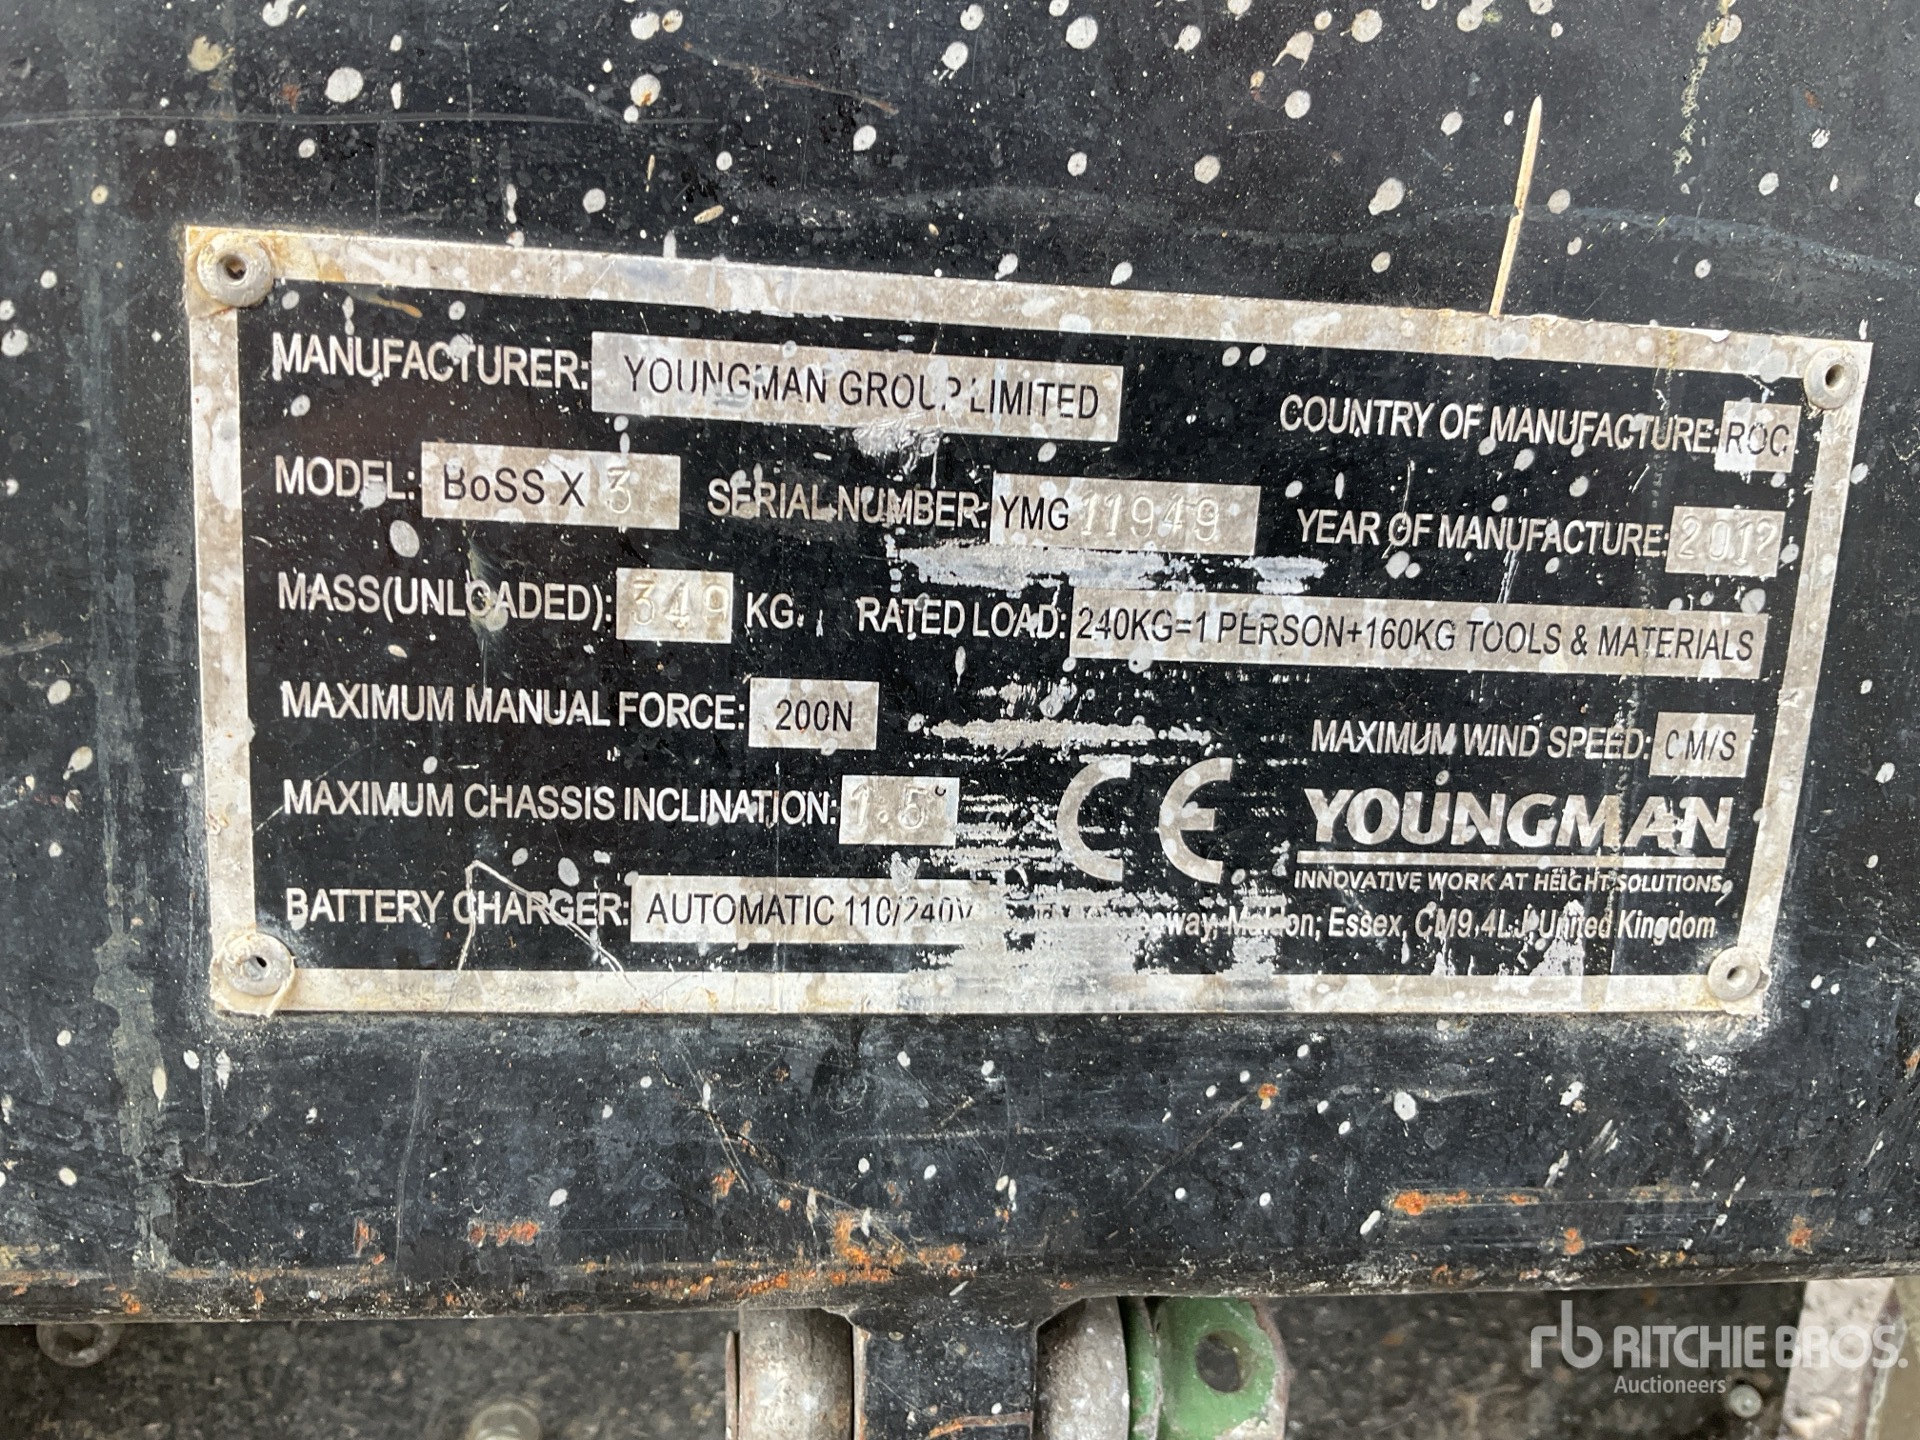 MANUFACTURER: YOUNGMAN GROUP LIMITED
COUNTRY OF MANUFACTURE: ROC
MODEL: BoSS X 3
SERIAL NUMBER: YMG 11949
YEAR OF MANUFACTURE: 2012
MASS(UNLOADED): 349 KG.
RATED LOAD: 240KG=1 PERSON+160KG TOOLS & MATERIALS
MAXIMUM MANUAL FORCE: 200N
MAXIMUM WIND SPEED: 0M/S
MAXIMUM CHASSIS INCLINATION: 1.5°
CE
YOUNGMAN
INNOVATIVE WORK AT HEIGHT SOLUTIONS
BATTERY CHARGER: AUTOMATIC 110/240V
Maldon; Essex, CM9 4LJ United Kingdom
rb RITCHIE BROS.
Auctioneers